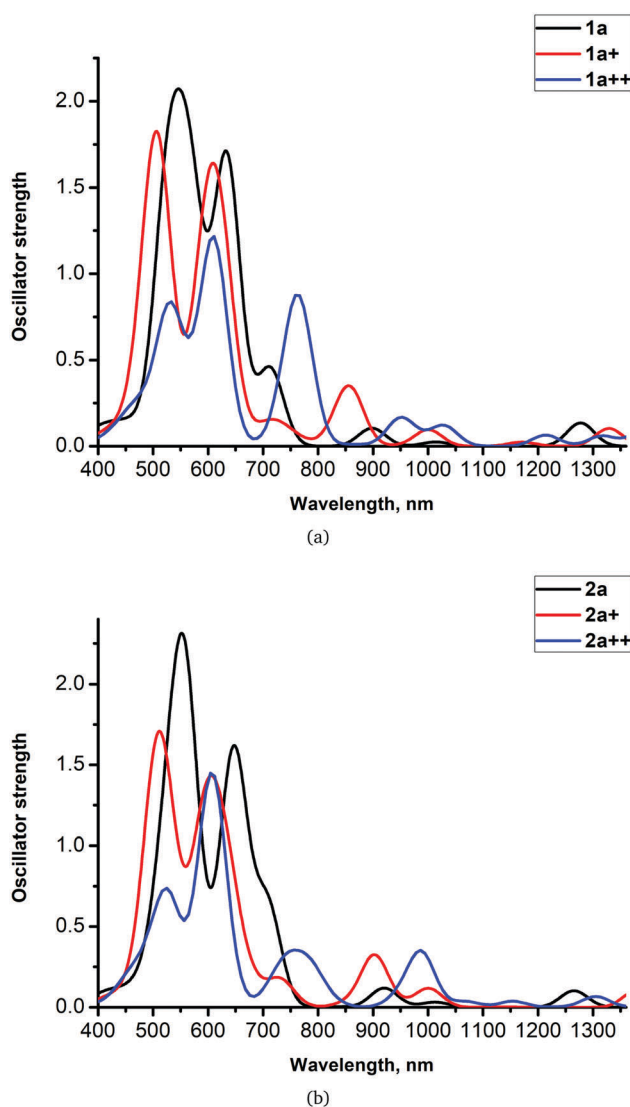 1a
1a+
1a++
2.0
1.5
1.0
0.5
0.0
Oscillator strength
400 500 600 700 800 900 1000 1100 1200 1300
Wavelength, nm
(a)
2a
2a+
2a++
2.0
1.5
1.0
0.5
0.0
Oscillator strength
400 500 600 700 800 900 1000 1100 1200 1300
Wavelength, nm
(b)